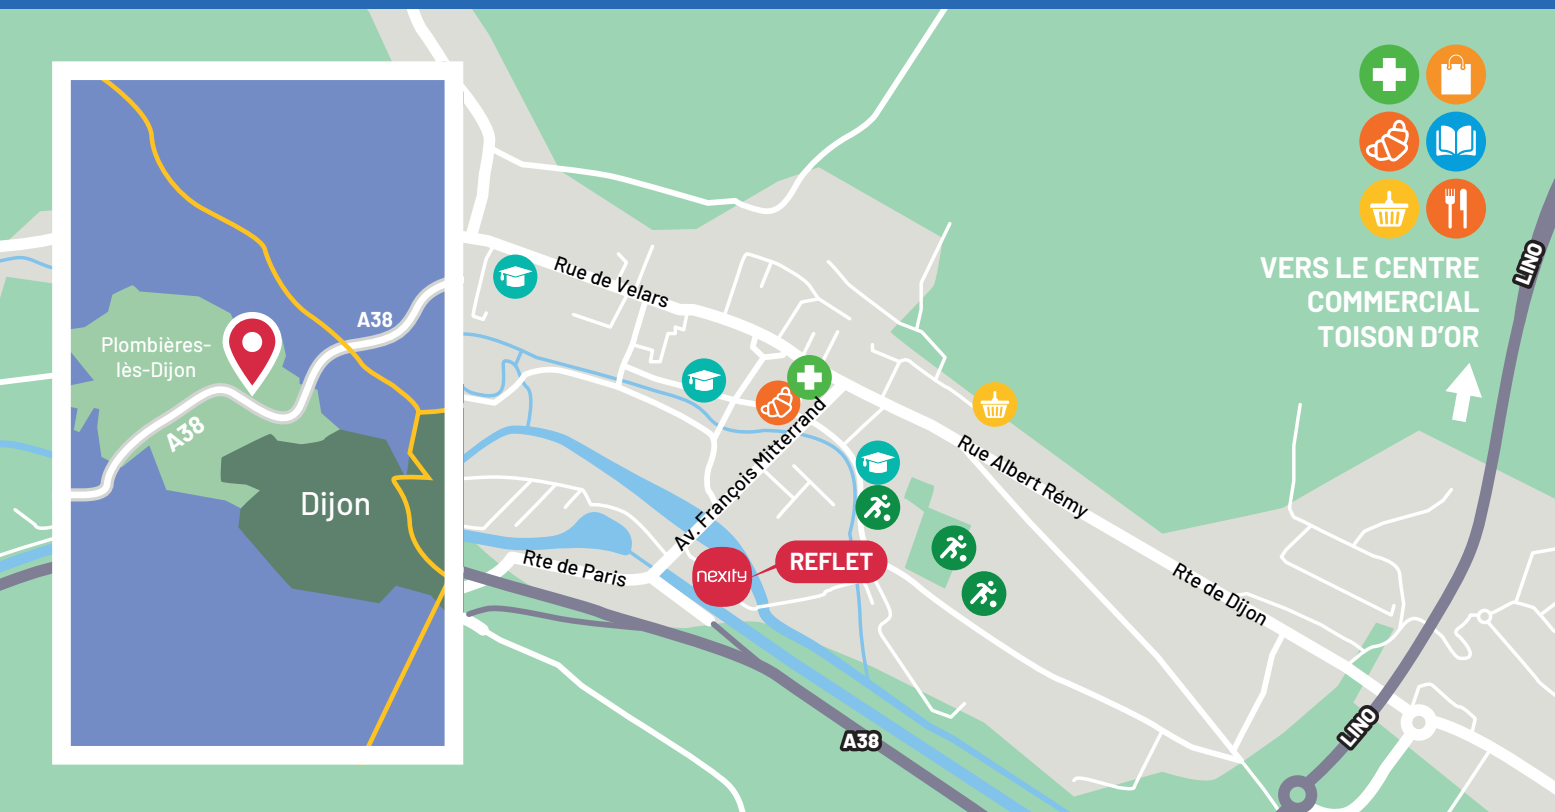 VERS LE CENTRE
COMMERCIAL
TOISON D'OR
LINO
Rue de Velars
A38
Plombières-
lès-Dijon
A38
Dijon
Av. François Mitterrand
Rue Albert Rémy
Rte de Paris
nexity
REFLET
Rte de Dijon
LINO
A38